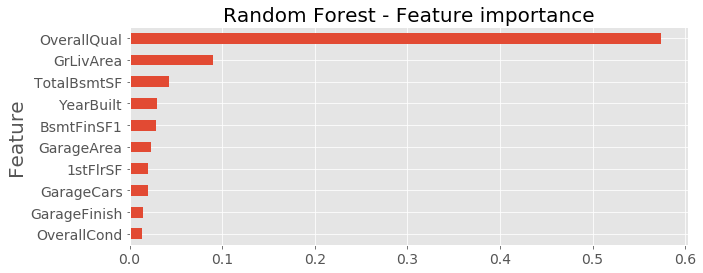 Random Forest - Feature importance
Feature
OverallQual
GrLivArea
TotalBsmtSF
YearBuilt
BsmtFinSF1
GarageArea
1stFlrSF
GarageCars
GarageFinish
OverallCond
0.0 0.1 0.2 0.3 0.4 0.5 0.6